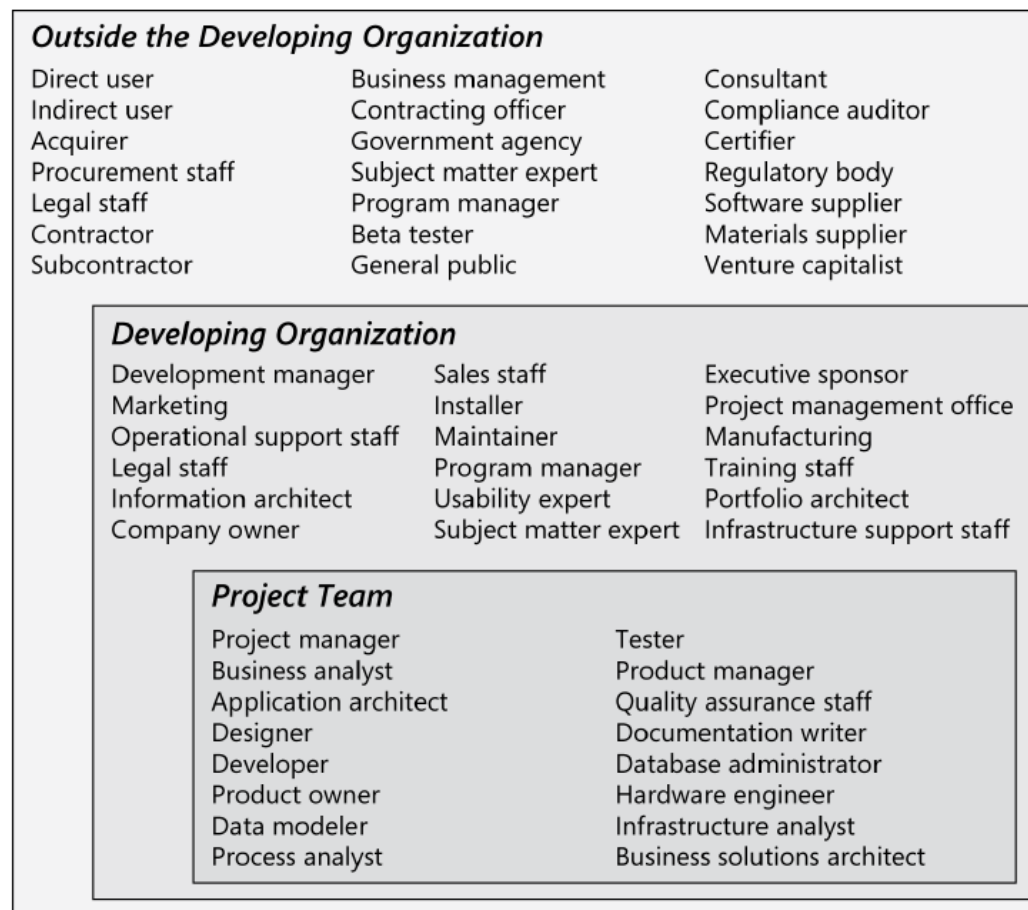 Outside the Developing Organization
Direct user Business management Consultant
Indirect user Contracting officer Compliance auditor
Acquirer Government agency Certifier
Procurement staff Subject matter expert Regulatory body
Legal staff Program manager Software supplier
Contractor Beta tester Materials supplier
Subcontractor General public Venture capitalist
Developing Organization
Development manager Sales staff Executive sponsor
Marketing Installer Project management office
Operational support staff Maintainer Manufacturing
Legal staff Program manager Training staff
Information architect Usability expert Portfolio architect
Company owner Subject matter expert Infrastructure support staff
Project Team
Project manager Tester
Business analyst Product manager
Application architect Quality assurance staff
Designer Documentation writer
Developer Database administrator
Product owner Hardware engineer
Data modeler Infrastructure analyst
Process analyst Business solutions architect